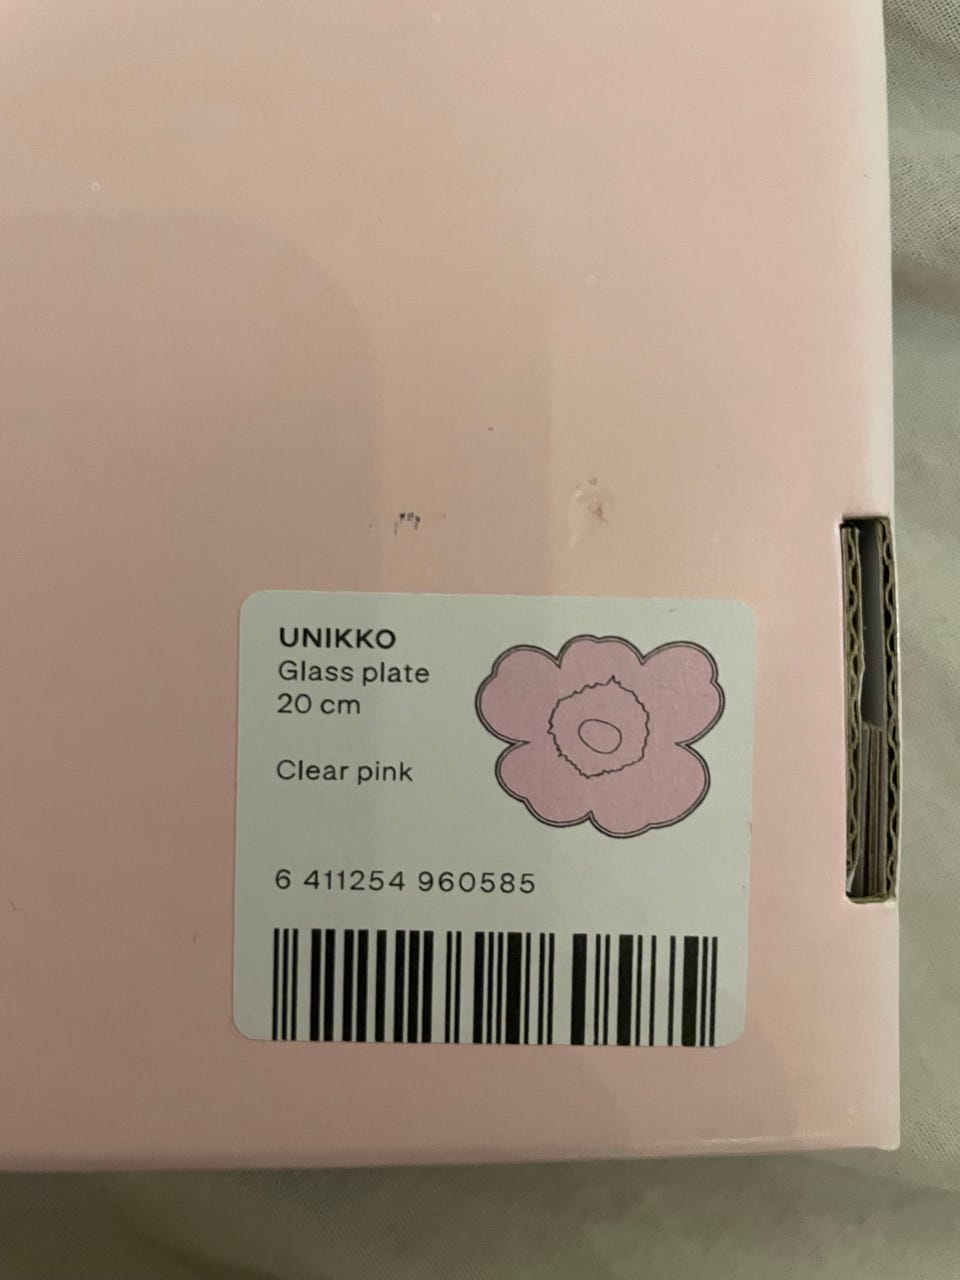 UNIKKO
Glass plate
20 cm
Clear pink
6 411254 960585